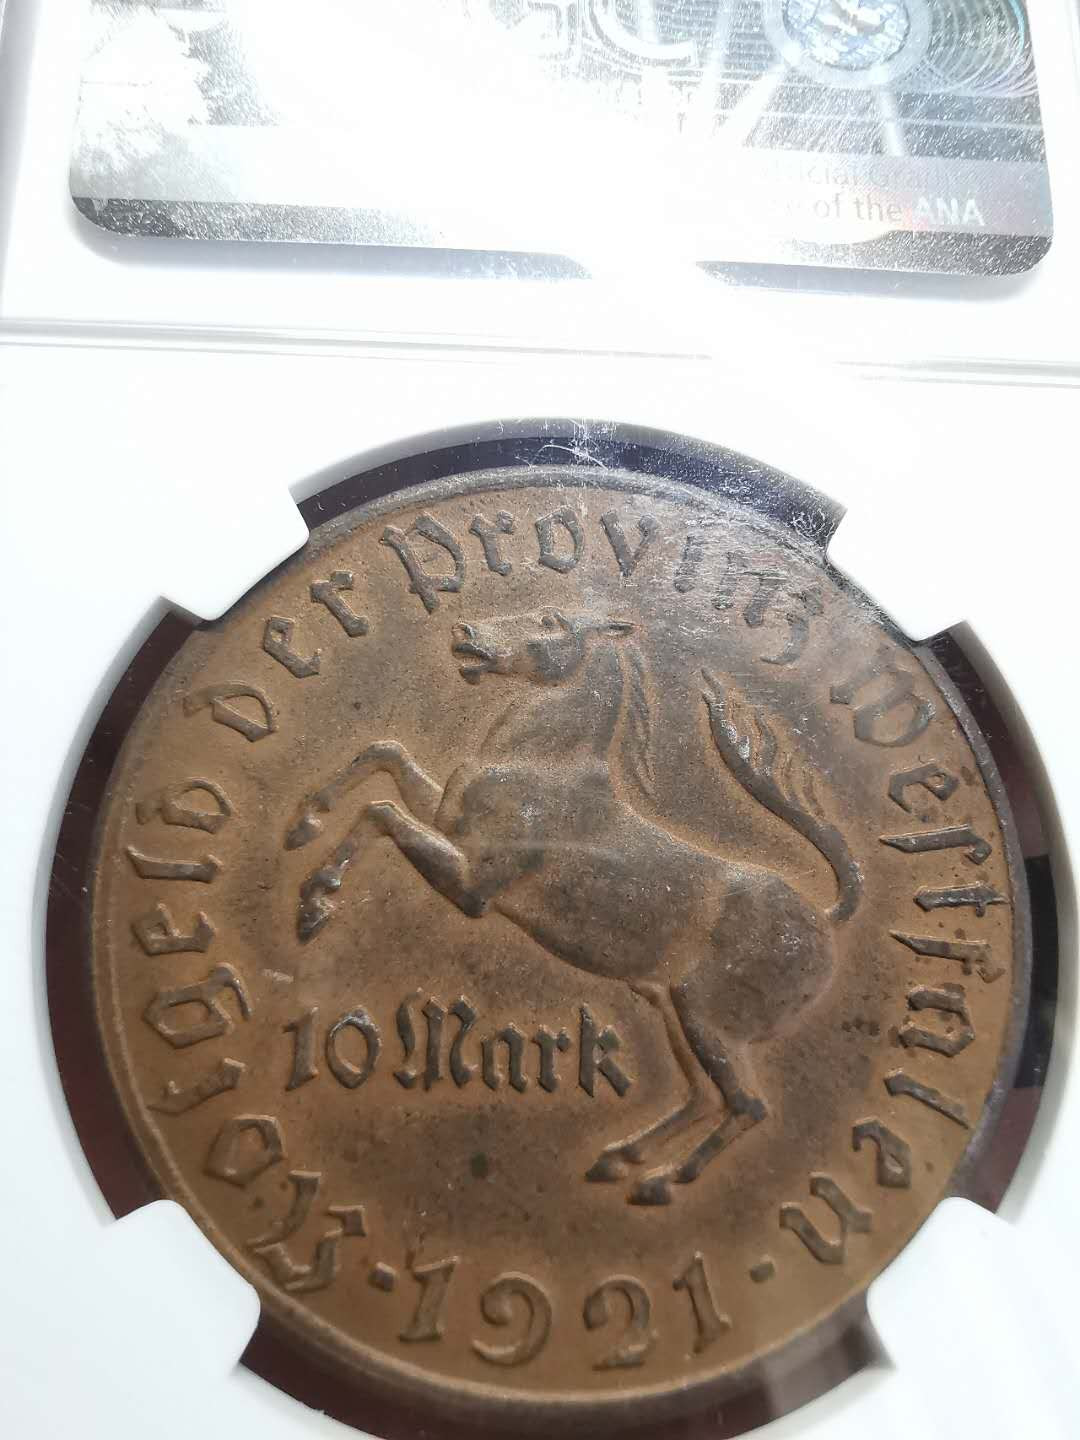 of the ANA
Notgeld der Provinz Weſtfalen
10 Mark
· 1921 ·